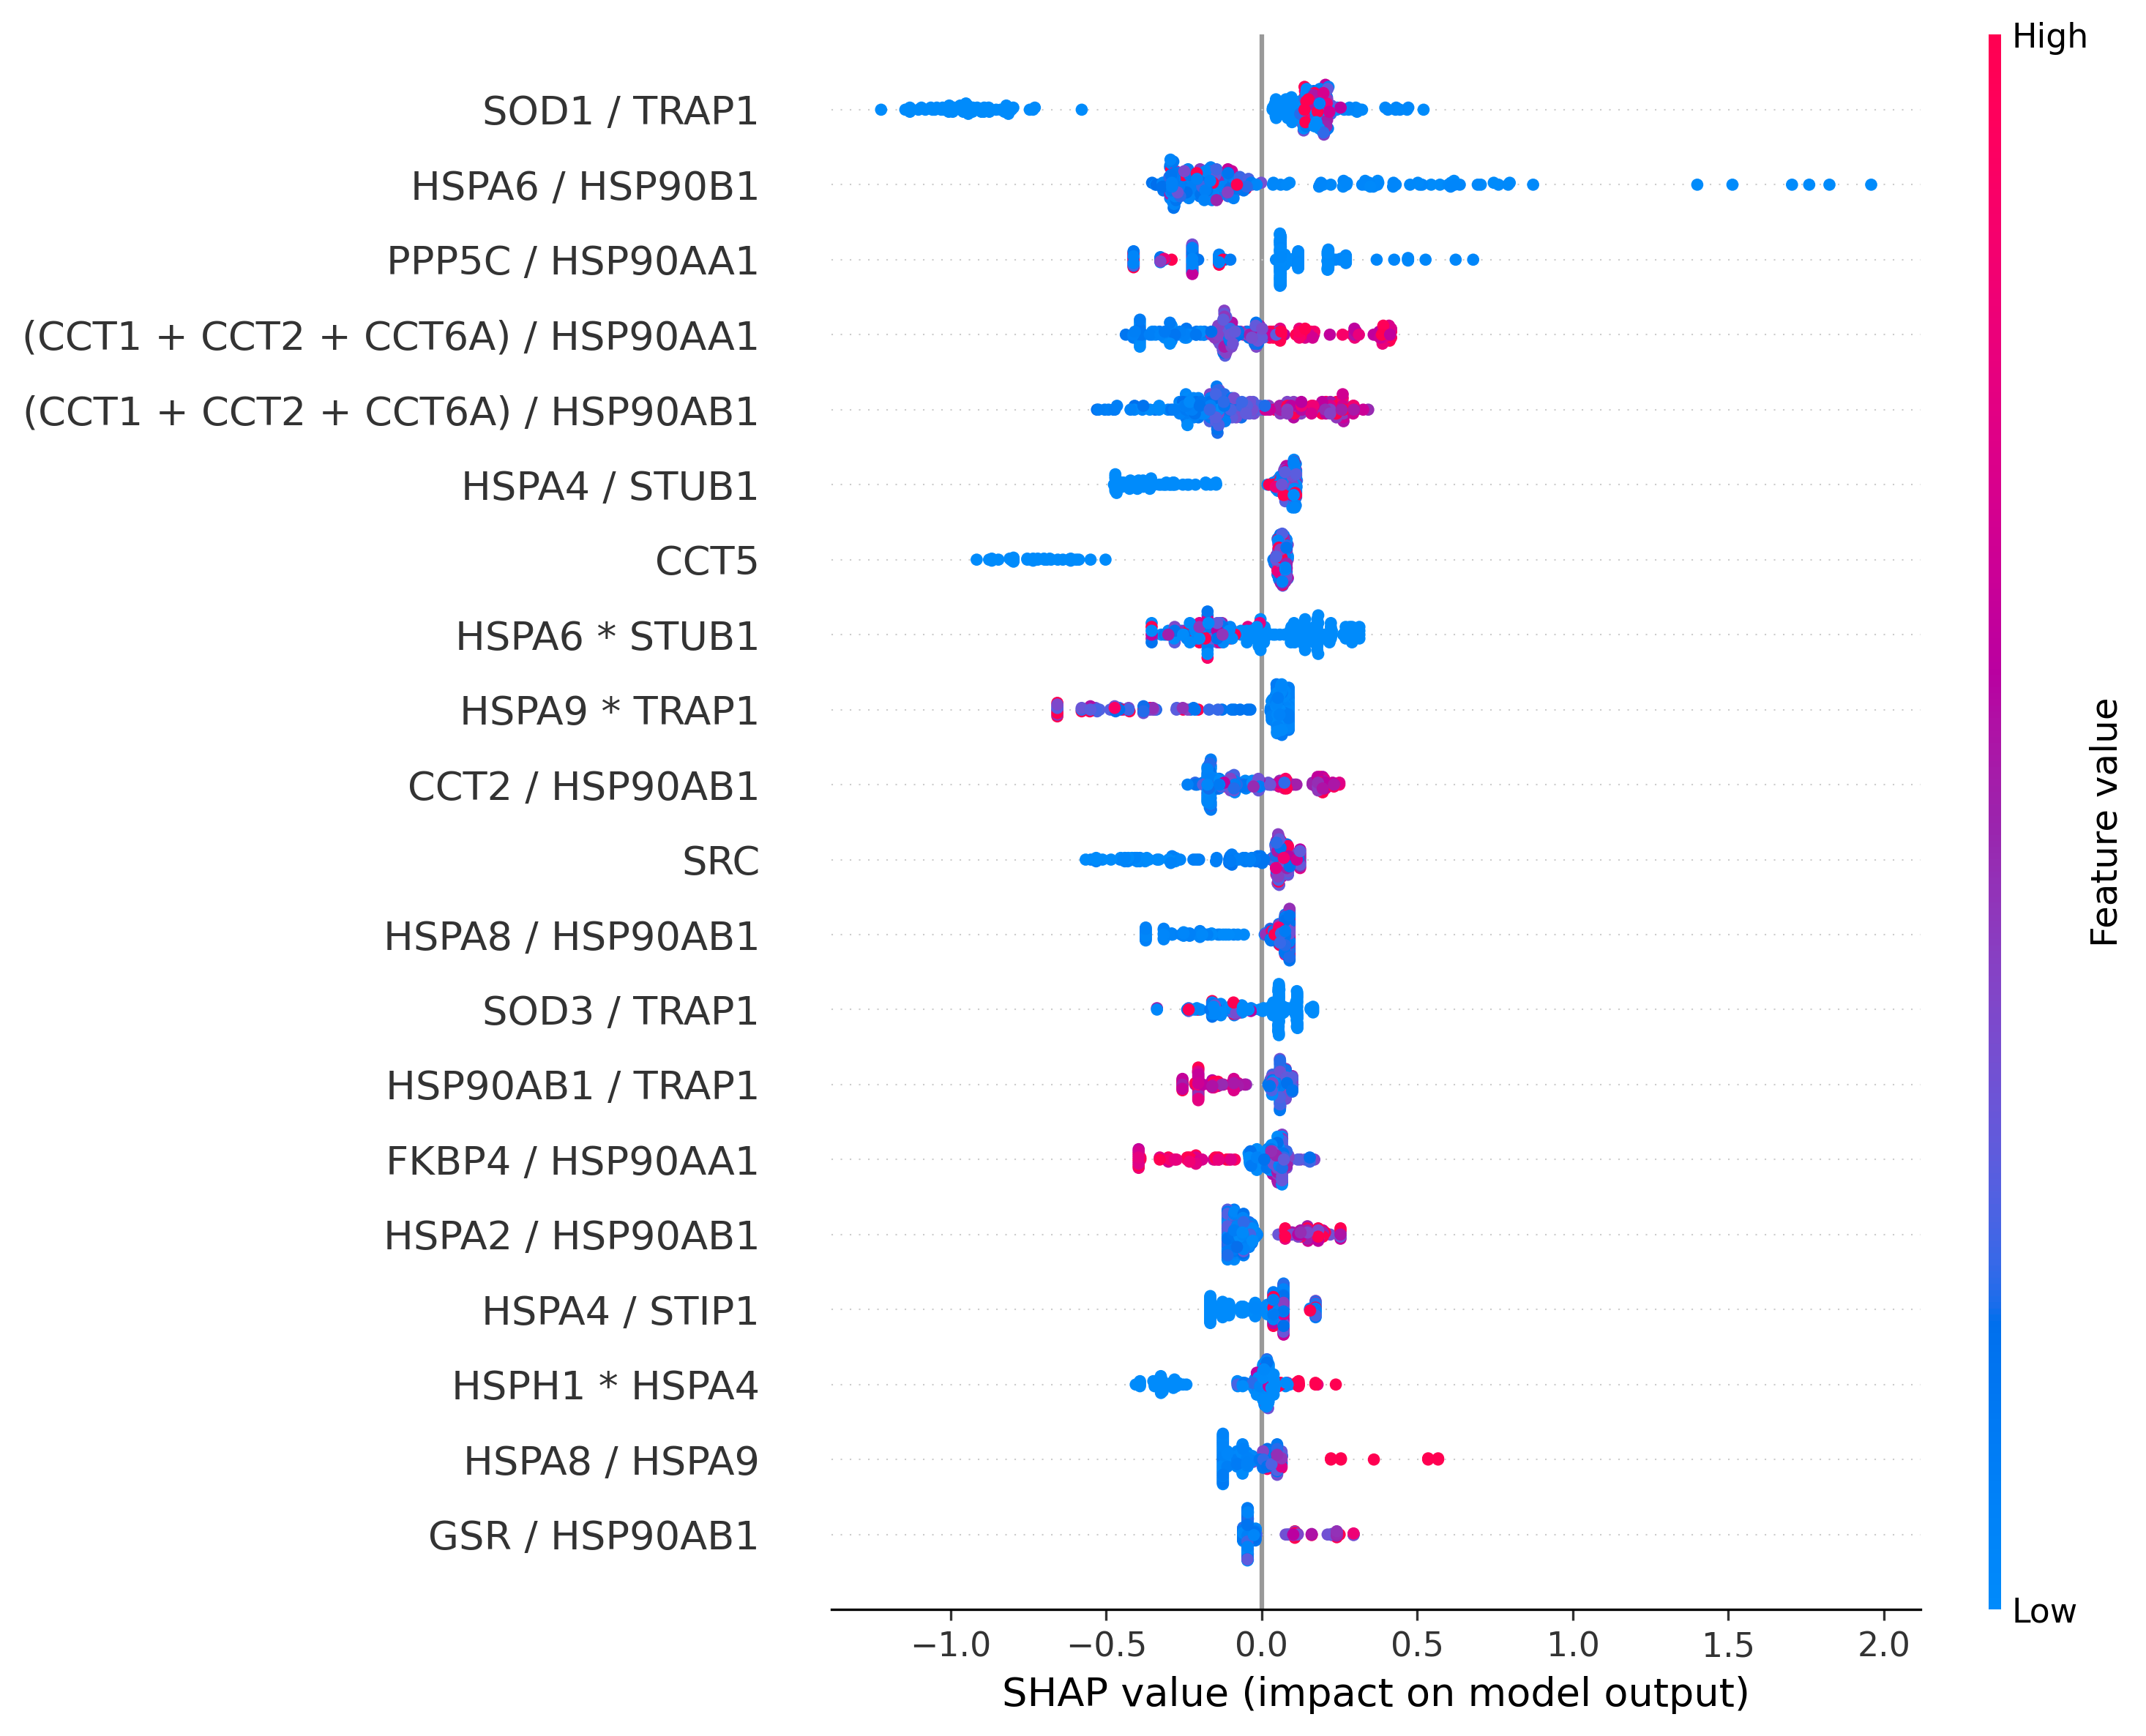 High
SOD1 / TRAP1
HSPA6 / HSP90B1
PPP5C / HSP90AA1
(CCT1 + CCT2 + CCT6A) / HSP90AA1
(CCT1 + CCT2 + CCT6A) / HSP90AB1
HSPA4 / STUB1
CCT5
HSPA6 * STUB1
HSPA9 * TRAP1
CCT2 / HSP90AB1
SRC
HSPA8 / HSP90AB1
SOD3 / TRAP1
HSP90AB1 / TRAP1
FKBP4 / HSP90AA1
HSPA2 / HSP90AB1
HSPA4 / STIP1
HSPH1 * HSPA4
HSPA8 / HSPA9
GSR / HSP90AB1
Feature value
Low
−1.0 −0.5 0.0 0.5 1.0 1.5 2.0
SHAP value (impact on model output)